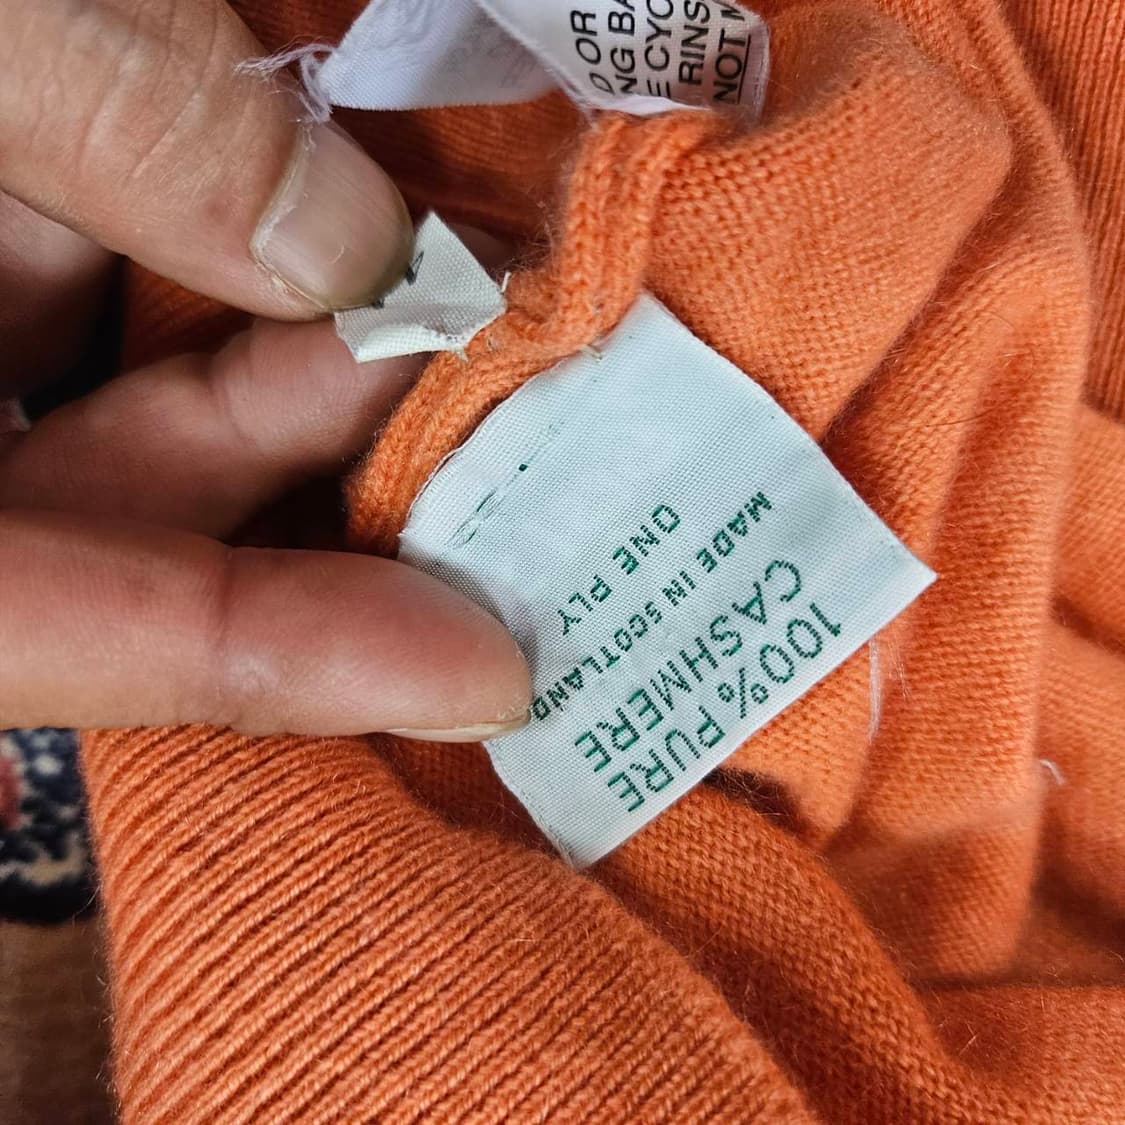 D OR
NG BA
E CYC
RINS
NOT
100% PURE
CASHMERE
MADE IN SCOTLAND
ONE PLY